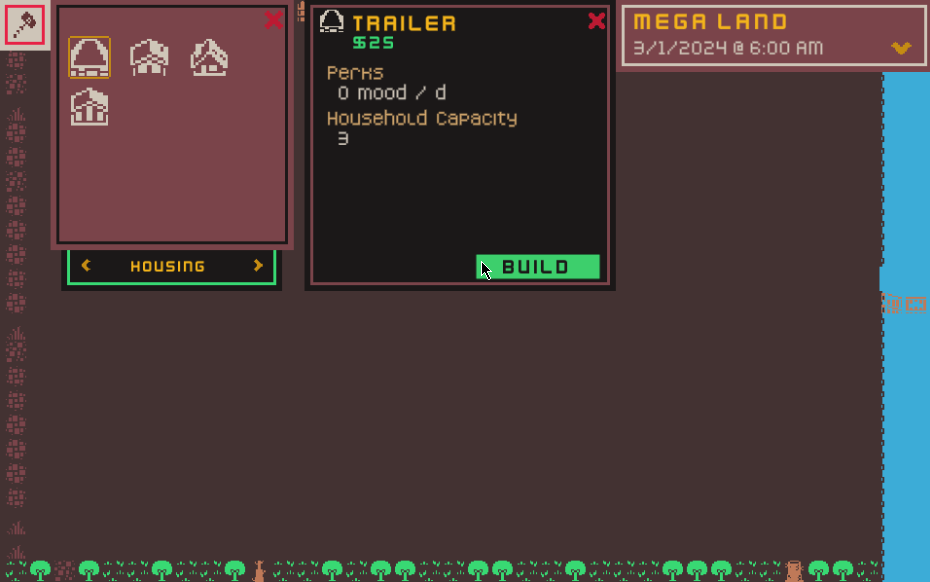 TRAILER
$25
Perks
0 mood / d
Household Capacity
3
BUILD
HOUSING
MEGA LAND
3/1/2024 @ 6:00 AM